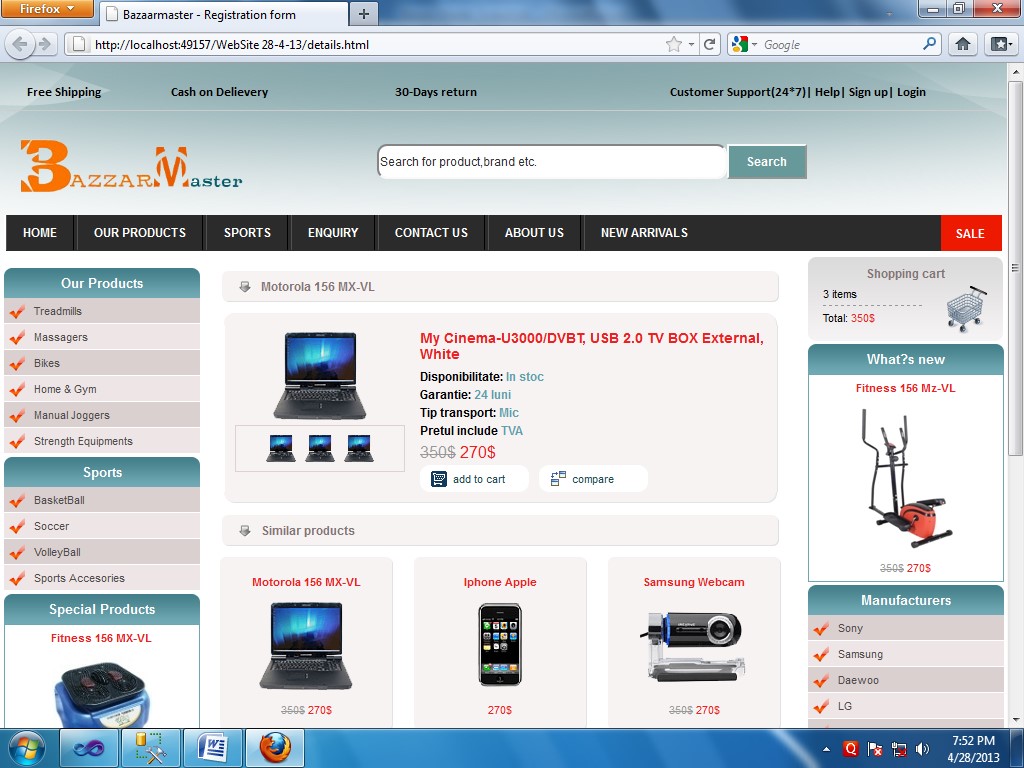 Firefox
Bazaarmaster - Registration form
http://localhost:49157/WebSite 28-4-13/details.html
Google
Free Shipping
Cash on Delievery
30-Days return
Customer Support(24*7)| Help| Sign up| Login
BAZZARMaster
Search for product,brand etc.
Search
HOME
OUR PRODUCTS
SPORTS
ENQUIRY
CONTACT US
ABOUT US
NEW ARRIVALS
SALE
Our Products
Treadmills
Massagers
Bikes
Home & Gym
Manual Joggers
Strength Equipments
Sports
BasketBall
Soccer
VolleyBall
Sports Accesories
Special Products
Fitness 156 MX-VL
Motorola 156 MX-VL
My Cinema-U3000/DVBT, USB 2.0 TV BOX External,
White
Disponibilitate: In stoc
Garantie: 24 luni
Tip transport: Mic
Pretul include TVA
350$ 270$
add to cart
compare
Similar products
Motorola 156 MX-VL
350$ 270$
Iphone Apple
270$
Samsung Webcam
350$ 270$
Shopping cart
3 items
Total: 350$
What?s new
Fitness 156 Mz-VL
350$ 270$
Manufacturers
Sony
Samsung
Daewoo
LG
7:52 PM
4/28/2013